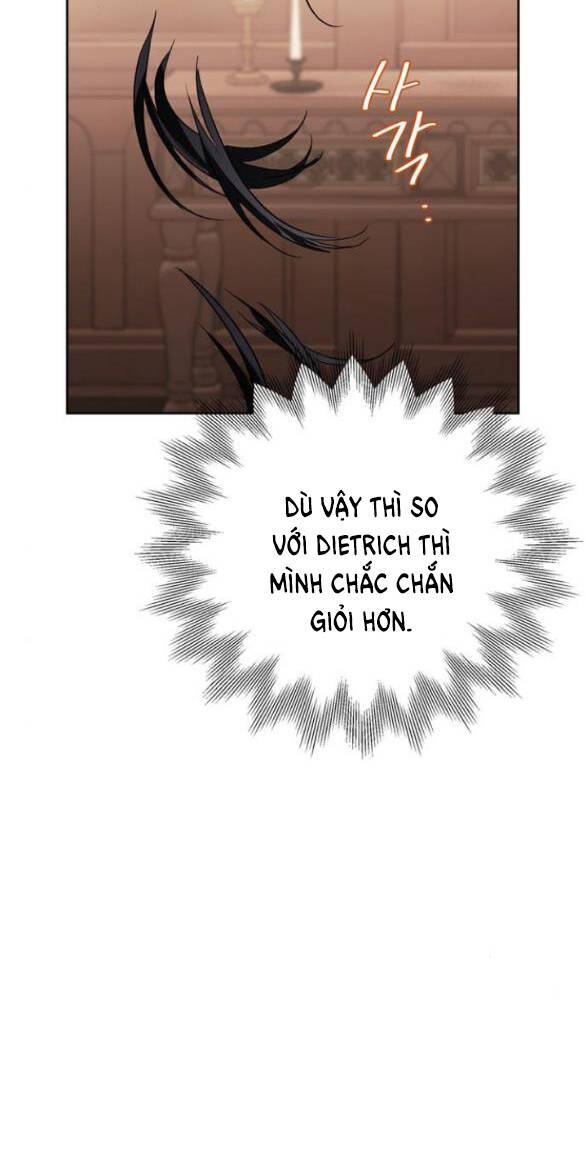 사
각
DÙ VẬY THÌ SO
VỚI DIETRICH THÌ
MÌNH CHẮC CHẮN
GIỎI HƠN.